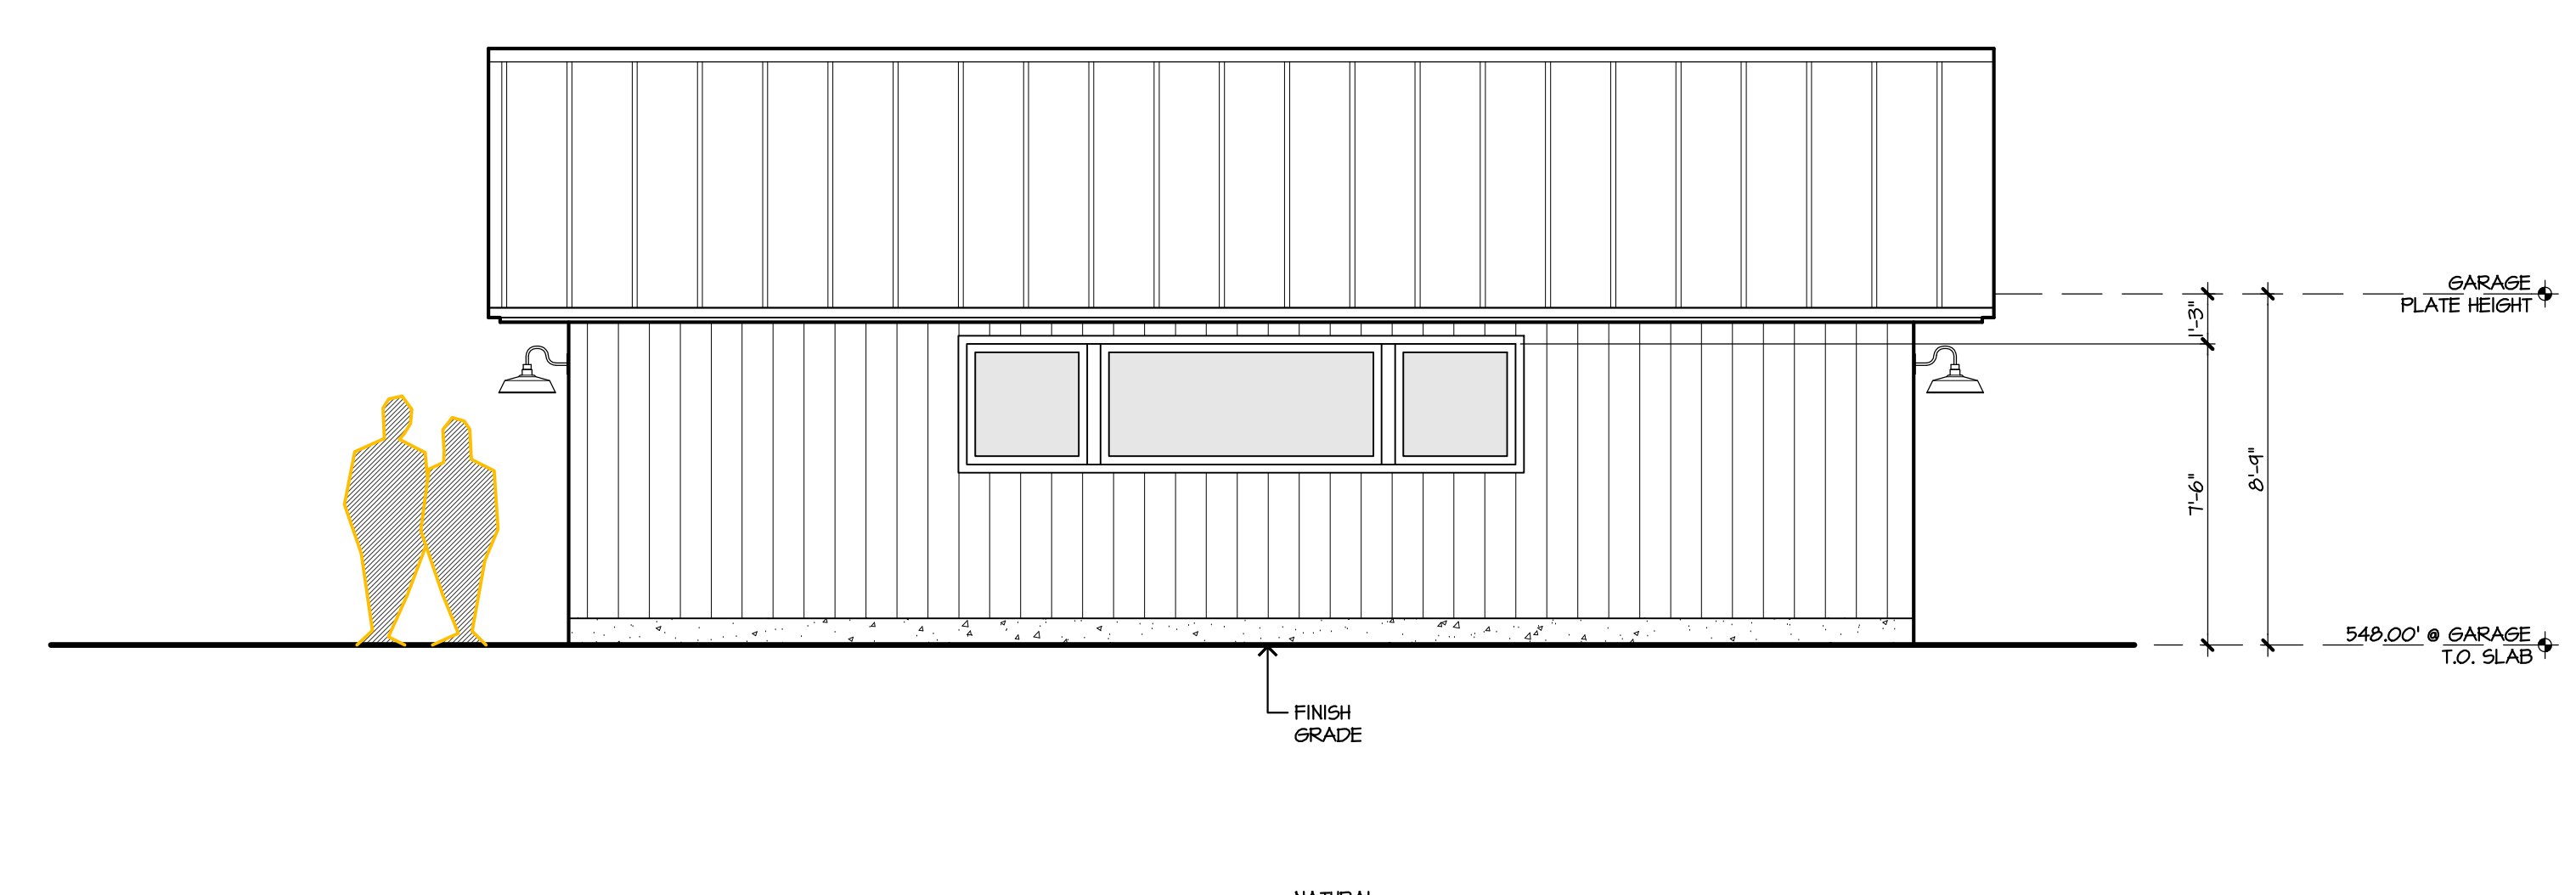 GARAGE
PLATE HEIGHT
1'-3"
7'-6"
8'-9"
548.00' @ GARAGE
T.O. SLAB
FINISH
GRADE